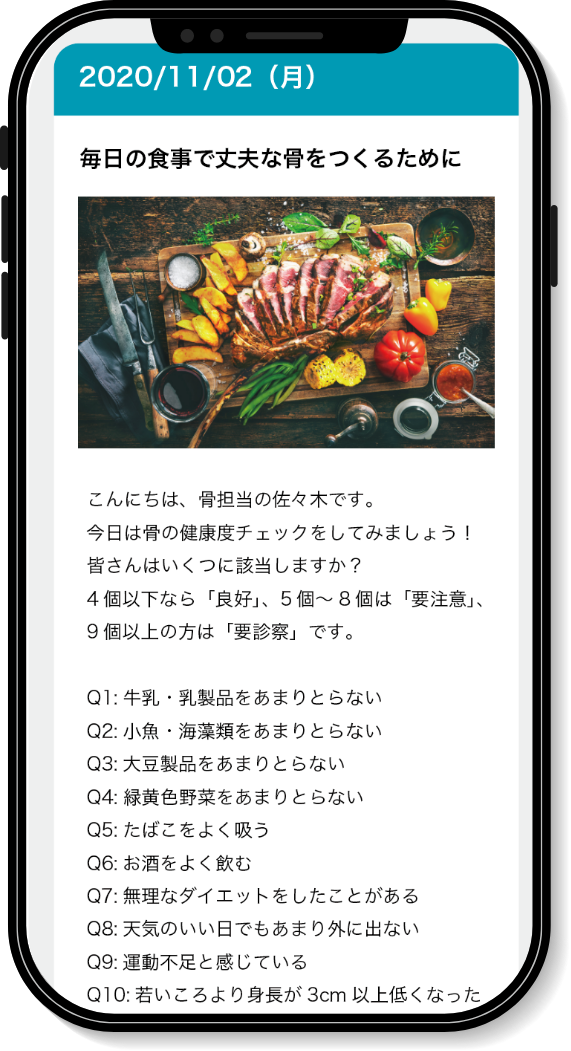 2020/11/02（月）
毎日の食事で丈夫な骨をつくるために
こんにちは、骨担当の佐々木です。
今日は骨の健康度チェックをしてみましょう！
皆さんはいくつに該当しますか？
4個以下なら「良好」、5個～8個は「要注意」、
9個以上の方は「要診察」です。
Q1: 牛乳・乳製品をあまりとらない
Q2: 小魚・海藻類をあまりとらない
Q3: 大豆製品をあまりとらない
Q4: 緑黄色野菜をあまりとらない
Q5: たばこをよく吸う
Q6: お酒をよく飲む
Q7: 無理なダイエットをしたことがある
Q8: 天気のいい日でもあまり外に出ない
Q9: 運動不足と感じている
Q10: 若いころより身長が 3cm 以上低くなった